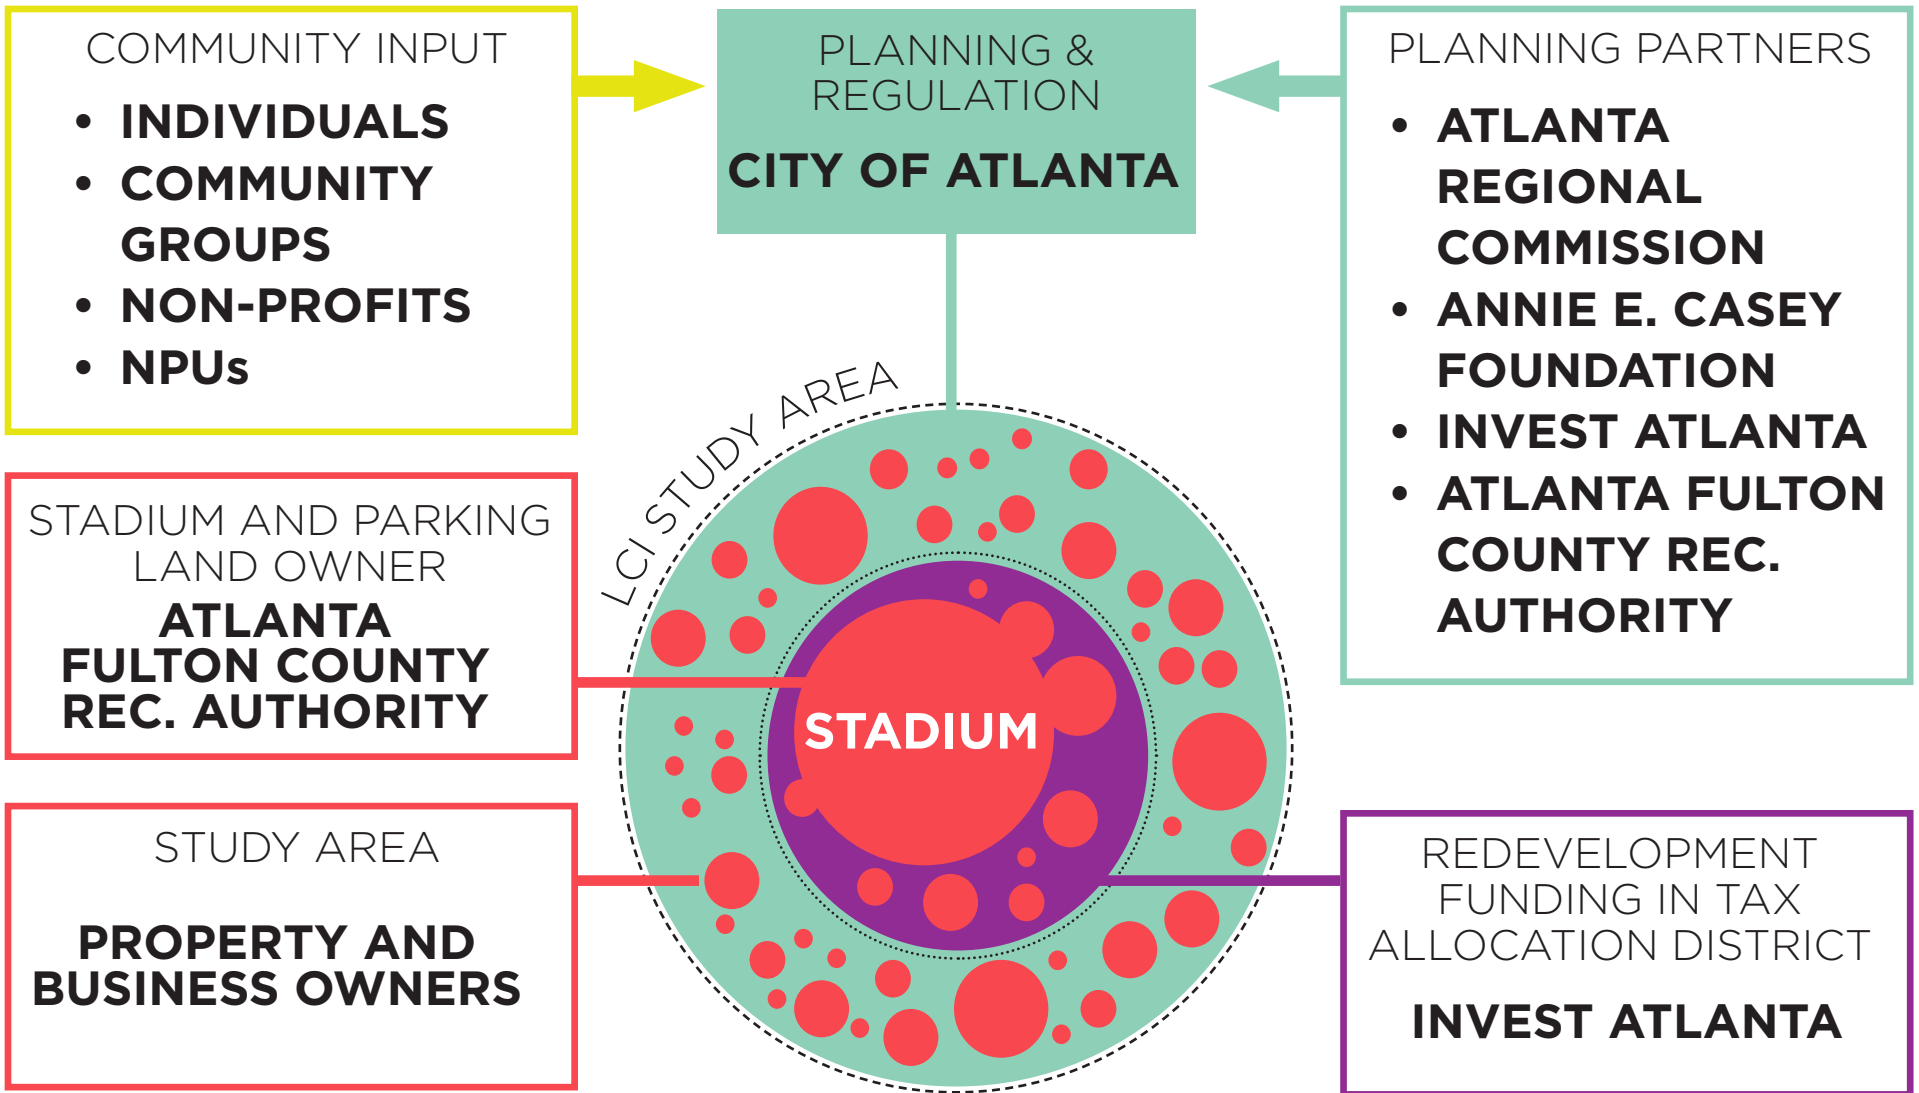 COMMUNITY INPUT
• INDIVIDUALS
• COMMUNITY
GROUPS
• NON-PROFITS
• NPUs
PLANNING &
REGULATION
CITY OF ATLANTA
PLANNING PARTNERS
• ATLANTA
REGIONAL
COMMISSION
• ANNIE E. CASEY
FOUNDATION
• INVEST ATLANTA
• ATLANTA FULTON
COUNTY REC.
AUTHORITY
STADIUM AND PARKING
LAND OWNER
ATLANTA
FULTON COUNTY
REC. AUTHORITY
LCI STUDY AREA
STADIUM
STUDY AREA
PROPERTY AND
BUSINESS OWNERS
REDEVELOPMENT
FUNDING IN TAX
ALLOCATION DISTRICT
INVEST ATLANTA